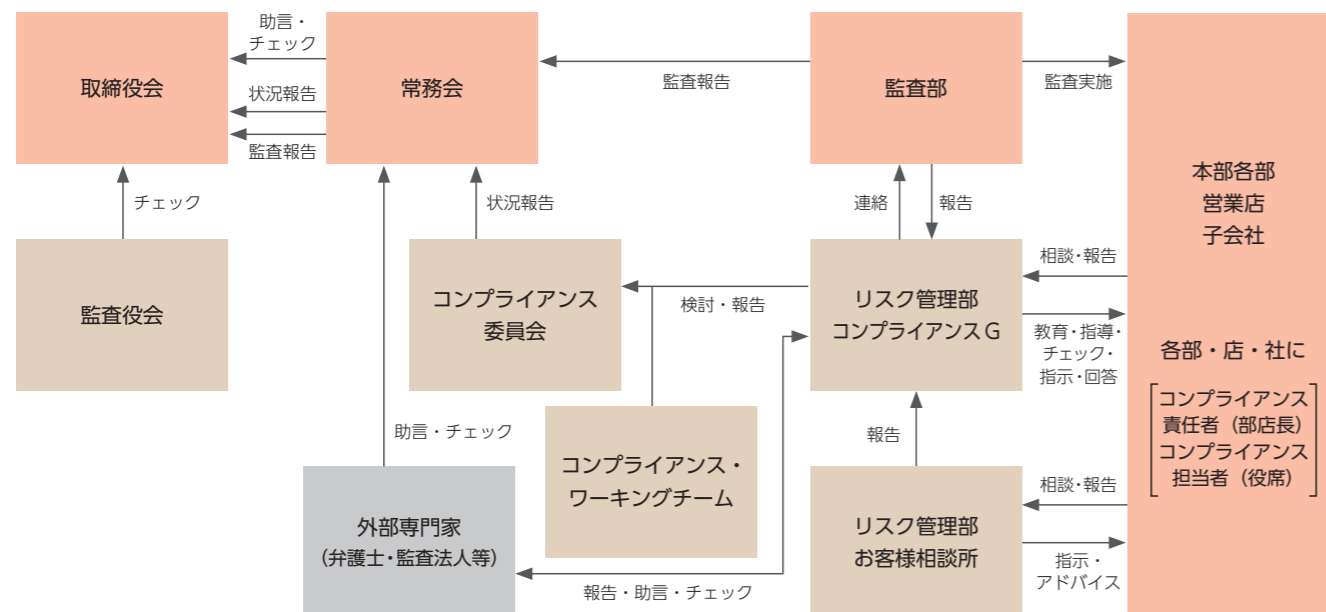 助言・
チェック
取締役会
状況報告
監査報告
常務会
監査報告
監査部
監査実施
チェック
状況報告
連絡
報告
本部各部
営業店
子会社
監査役会
コンプライアンス
委員会
検討・報告
リスク管理部
コンプライアンスG
相談・報告
教育・指導・
チェック・
指示・回答
各部・店・社に
コンプライアンス
責任者（部店長）
コンプライアンス
担当者（役席）
助言・チェック
コンプライアンス・
ワーキングチーム
報告
外部専門家
（弁護士・監査法人等）
リスク管理部
お客様相談所
相談・報告
指示・
アドバイス
報告・助言・チェック